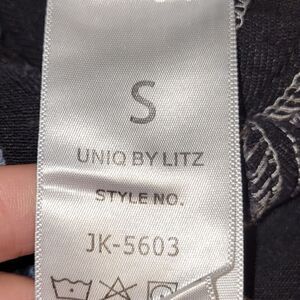 S
UNIQ BY LITZ
STYLE NO.
JK-5603